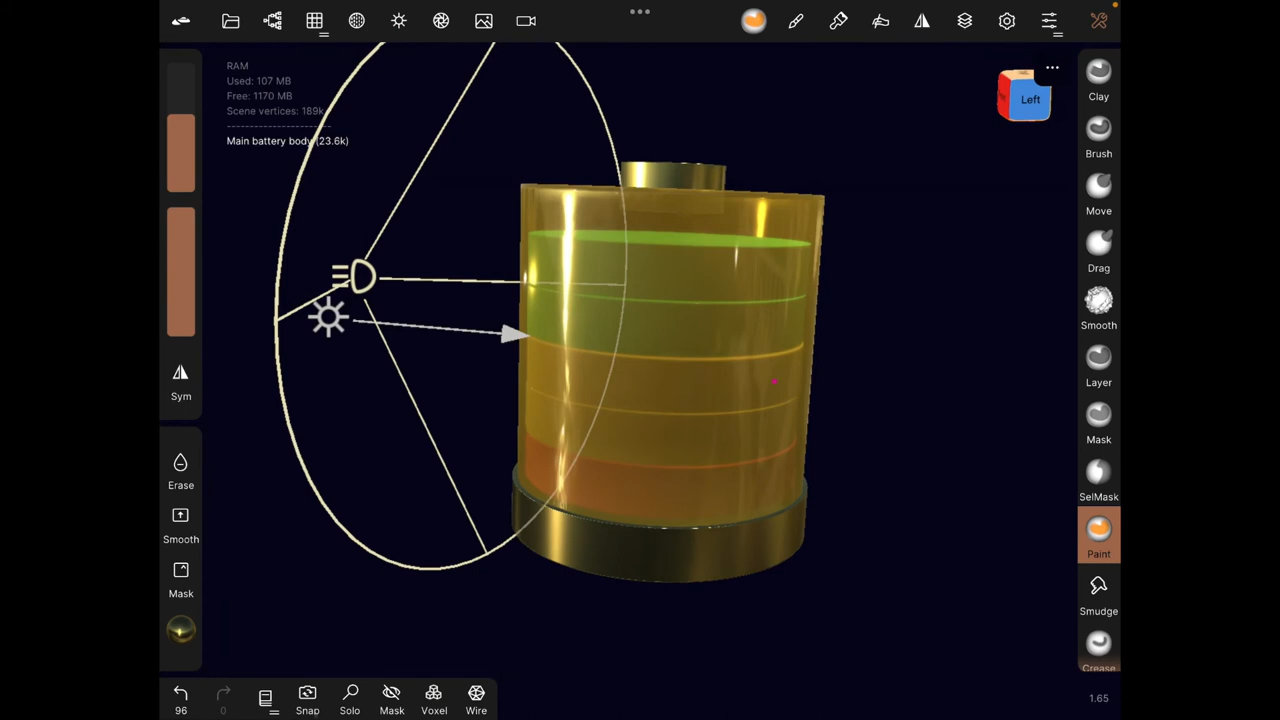 RAM
Used: 107 MB
Free: 1170 MB
Scene vertices: 189k
Main battery body (23.6k)
Left
Clay
Brush
Move
Drag
Smooth
Layer
Mask
SelMask
Paint
Smudge
Crease
Sym
Erase
Smooth
Mask
96
0
Snap
Solo
Mask
Voxel
Wire
1.65